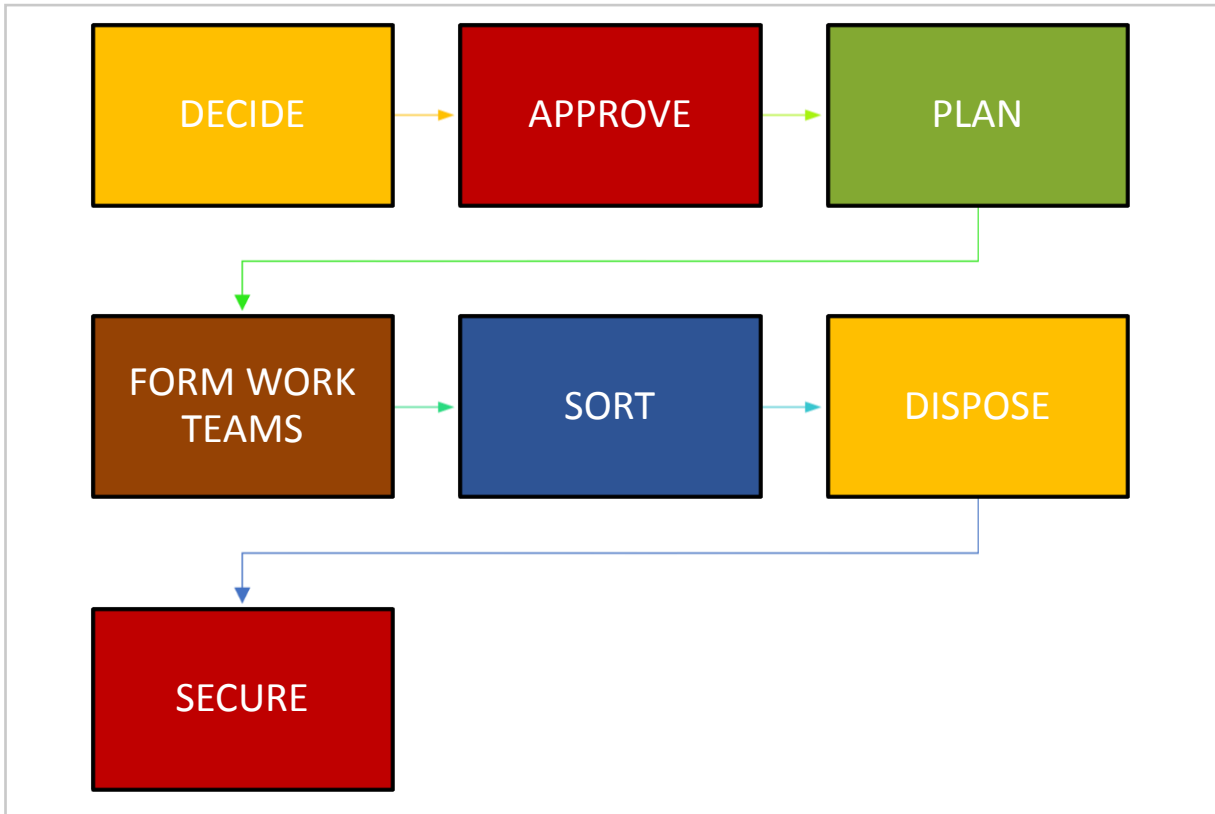 DECIDE
APPROVE
PLAN
FORM WORK
TEAMS
SORT
DISPOSE
SECURE